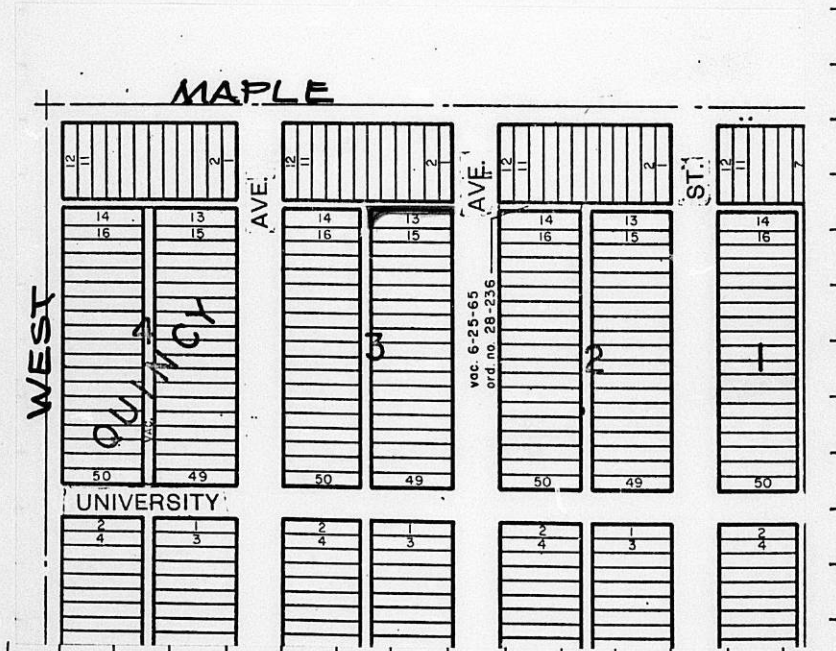 MAPLE
12 11 2 1
12 11 2 1
12 11 2 1
12 11
AVE.
AVE.
ST.
14 13
16 15
14 13
16 15
14 13
16 15
14
16
WEST
QUINCY
VAC.
vac. 6-25-65
ord. no. 28-236
3
2
1
50 49
50 49
50 49
50
UNIVERSITY
2 1
4 3
2 1
4 3
2 1
4 3
2
4